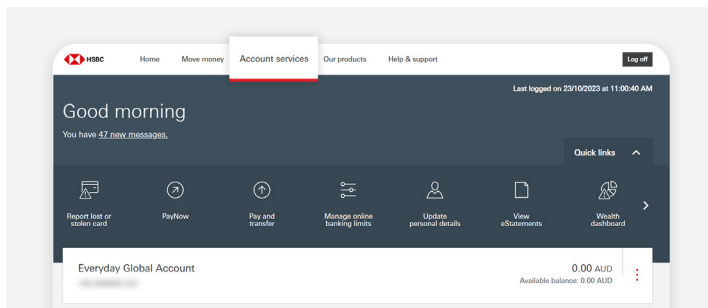 HSBC Home Move money Account services Our products Help & support Log off
Last logged on 23/10/2023 at 11:00:40 AM
Good morning
You have 47 new messages.
Quick links
Report lost or
stolen card
PayNow
Pay and
transfer
Manage online
banking limits
Update
personal details
View
eStatements
Wealth
dashboard
Everyday Global Account
0.00 AUD
Available balance: 0.00 AUD